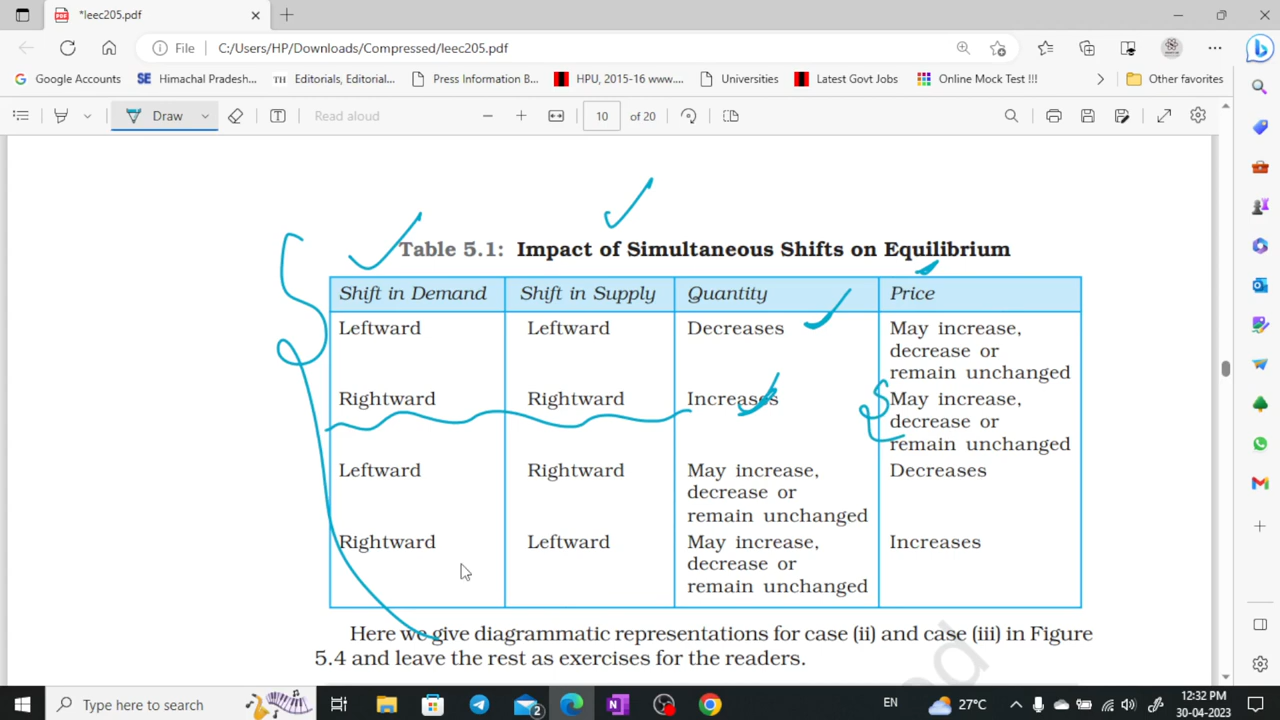 *leec205.pdf
File
C:/Users/HP/Downloads/Compressed/leec205.pdf
Google Accounts
SE Himachal Pradesh...
TH Editorials, Editorial...
Press Information B...
HPU, 2015-16 www....
Universities
Latest Govt Jobs
Online Mock Test !!!
Other favorites
Draw
Read aloud
10 of 20
Table 5.1: Impact of Simultaneous Shifts on Equilibrium
Shift in Demand Shift in Supply Quantity Price
Leftward Leftward Decreases May increase,
decrease or
remain unchanged
Rightward Rightward Increases May increase,
decrease or
remain unchanged
Leftward Rightward May increase, Decreases
decrease or
remain unchanged
Rightward Leftward May increase, Increases
decrease or
remain unchanged
Here we give diagrammatic representations for case (ii) and case (iii) in Figure
5.4 and leave the rest as exercises for the readers.
Type here to search
2
N
EN
27°C
12:32 PM
30-04-2023